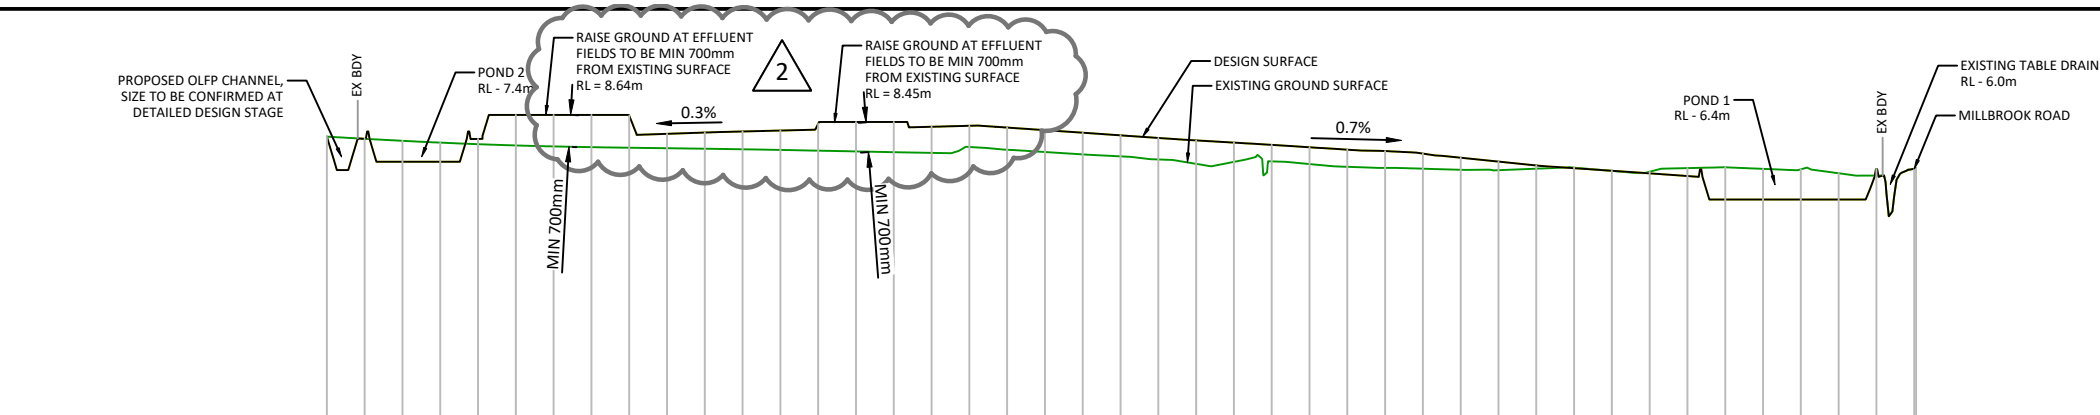 PROPOSED OLFP CHANNEL,
SIZE TO BE CONFIRMED AT
DETAILED DESIGN STAGE
EX BDY
POND 2
RL - 7.4m
RAISE GROUND AT EFFLUENT
FIELDS TO BE MIN 700mm
FROM EXISTING SURFACE
RL = 8.64m
2
0.3%
RAISE GROUND AT EFFLUENT
FIELDS TO BE MIN 700mm
FROM EXISTING SURFACE
RL = 8.45m
MIN 700mm
MIN 700mm
DESIGN SURFACE
EXISTING GROUND SURFACE
0.7%
POND 1
RL - 6.4m
EX BDY
EXISTING TABLE DRAIN
RL - 6.0m
MILLBROOK ROAD